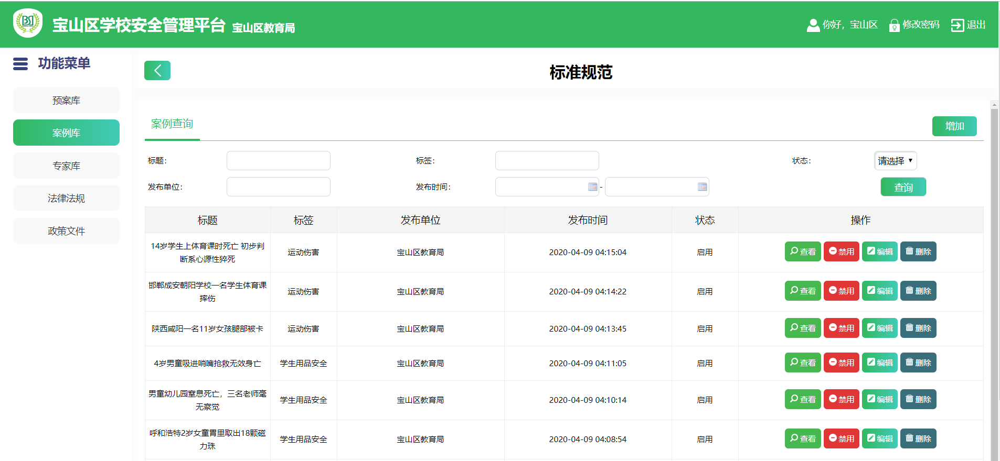 宝山区学校安全管理平台 宝山区教育局
你好，宝山区 修改密码 退出
功能菜单
预案库
案例库
专家库
法律法规
政策文件
标准规范
案例查询
增加
标题： 标签： 状态： 请选择
发布单位： 发布时间： - 查询
标题 标签 发布单位 发布时间 状态 操作
14岁学生上体育课时死亡 初步判
断系心源性猝死
运动伤害 宝山区教育局 2020-04-09 04:15:04 启用 查看 禁用 编辑 删除
邯郸成安朝阳学校一名学生体育课
摔伤
运动伤害 宝山区教育局 2020-04-09 04:14:22 启用 查看 禁用 编辑 删除
陕西咸阳一名11岁女孩腿部被卡 运动伤害 宝山区教育局 2020-04-09 04:13:45 启用 查看 禁用 编辑 删除
4岁男童吸进哨嘴抢救无效身亡 学生用品安全 宝山区教育局 2020-04-09 04:11:05 启用 查看 禁用 编辑 删除
男童幼儿园窒息死亡，三名老师毫
无察觉
学生用品安全 宝山区教育局 2020-04-09 04:10:14 启用 查看 禁用 编辑 删除
呼和浩特2岁女童胃里取出18颗磁
力珠
学生用品安全 宝山区教育局 2020-04-09 04:08:54 启用 查看 禁用 编辑 删除